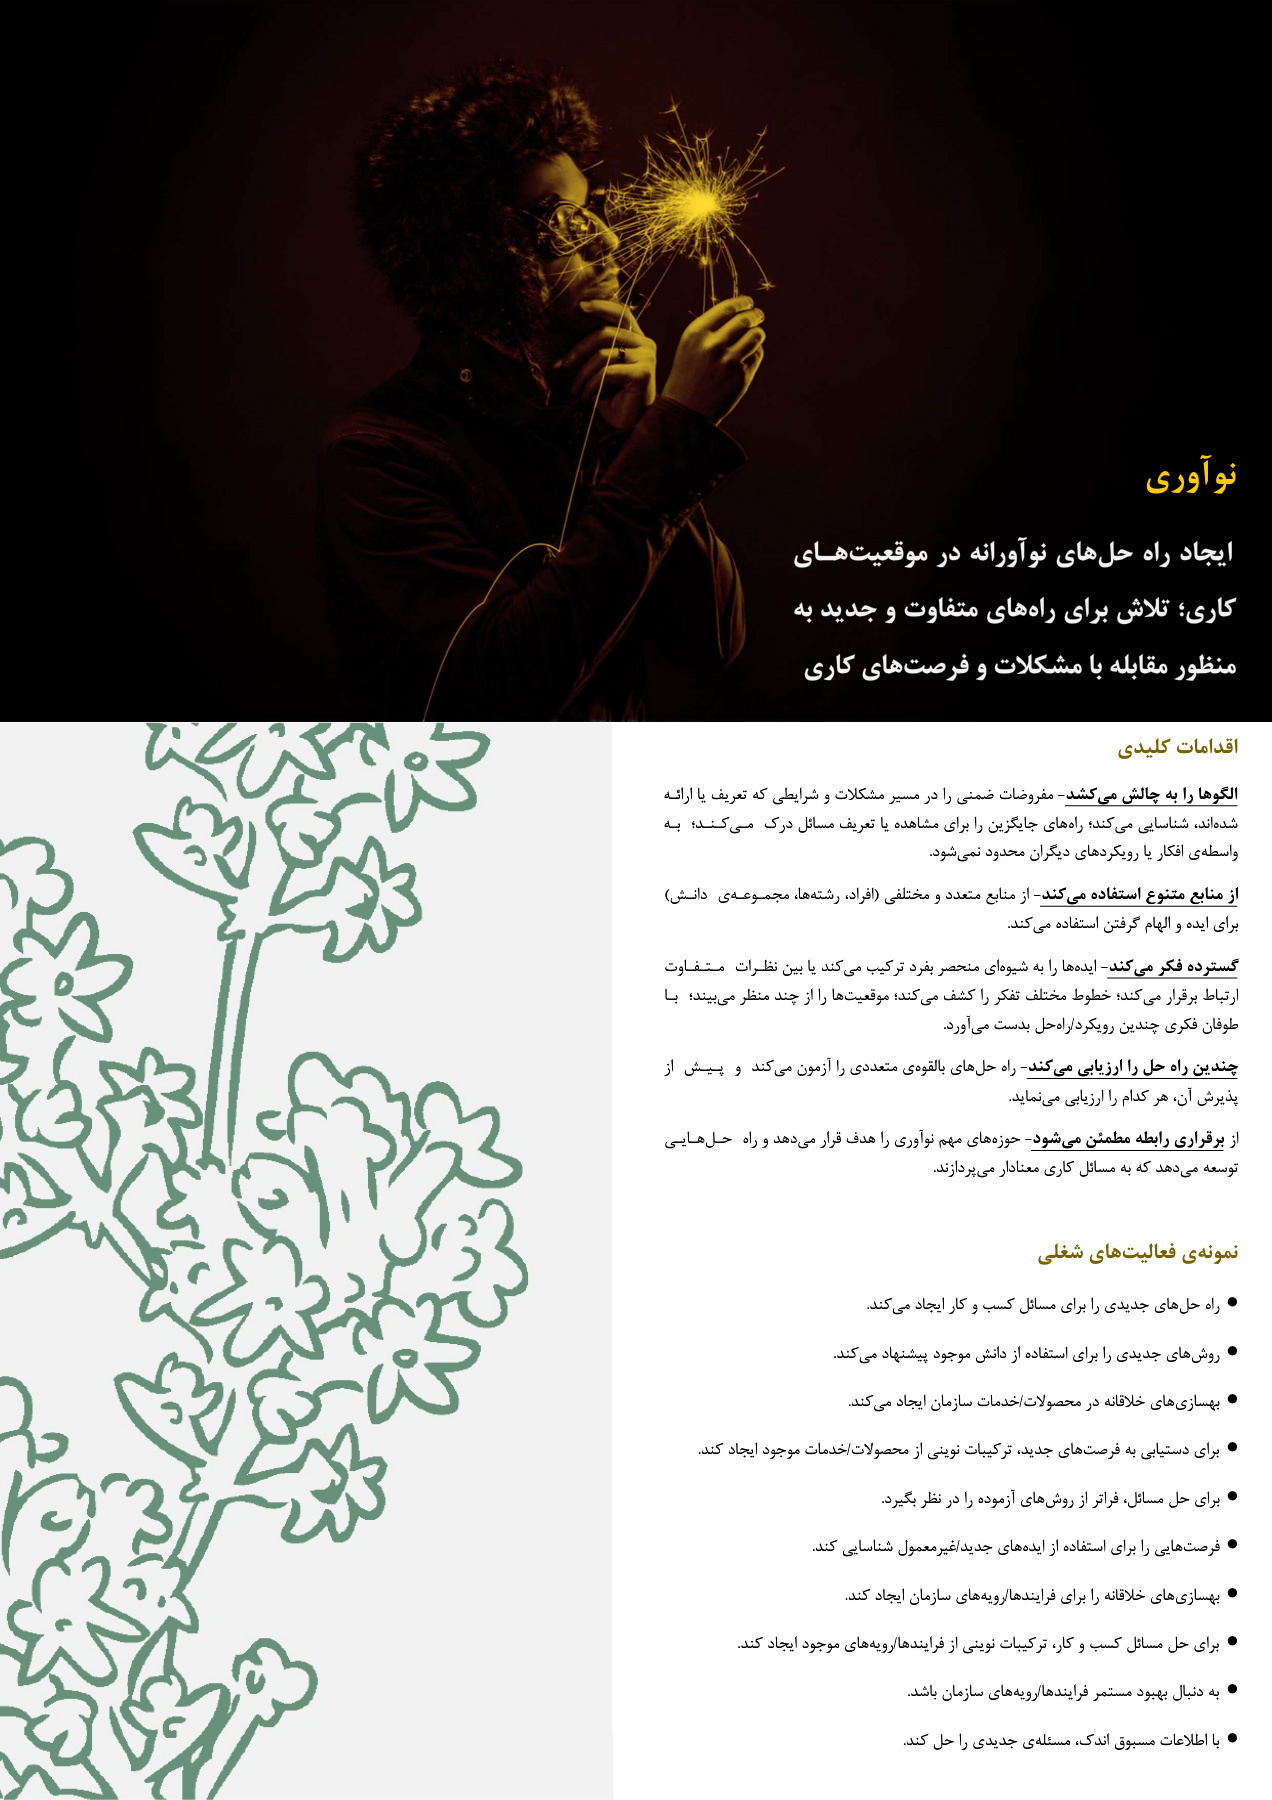 نوآوری
ایجاد راه حل‌های نوآورانه در موقعیت‌هـای
کاری؛ تلاش برای راه‌های متفاوت و جدید به
منظور مقابله با مشکلات و فرصت‌های کاری
اقدامات کلیدی
الگوها را به چالش می‌کشد- مفروضات ضمنی را در مسیر مشکلات و شرایطی که تعریف یا ارائـه
شده‌اند، شناسایی می‌کند؛ راه‌های جایگزین را برای مشاهده یا تعریف مسائل درک مـی‌کـنـد؛ بـه
واسطه‌ی افکار یا رویکردهای دیگران محدود نمی‌شود.
از منابع متنوع استفاده می‌کند- از منابع متعدد و مختلفی (افراد، رشته‌ها، مجمـوعـه‌ی دانـش)
برای ایده و الهام گرفتن استفاده می‌کند.
گسترده فکر می‌کند- ایده‌ها را به شیوه‌ای منحصر بفرد ترکیب می‌کند یا بین نظـرات مـتـفـاوت
ارتباط برقرار می‌کند؛ خطوط مختلف تفکر را کشف می‌کند؛ موقعیت‌ها را از چند منظر می‌بیند؛ بـا
طوفان فکری چندین رویکرد/راه‌حل بدست می‌آورد.
چندین راه حل را ارزیابی می‌کند- راه حل‌های بالقوه‌ی متعددی را آزمون می‌کند و پـیـش از
پذیرش آن، هر کدام را ارزیابی می‌نماید.
از برقراری رابطه مطمئن می‌شود- حوزه‌های مهم نوآوری را هدف قرار می‌دهد و راه حـل‌هـایـی
توسعه می‌دهد که به مسائل کاری معنادار می‌پردازند.
نمونه‌ی فعالیت‌های شغلی
● راه حل‌های جدیدی را برای مسائل کسب و کار ایجاد می‌کند.
● روش‌های جدیدی را برای استفاده از دانش موجود پیشنهاد می‌کند.
● بهسازی‌های خلاقانه در محصولات/خدمات سازمان ایجاد می‌کند.
● برای دستیابی به فرصت‌های جدید، ترکیبات نوینی از محصولات/خدمات موجود ایجاد کند.
● برای حل مسائل، فراتر از روش‌های آزموده را در نظر بگیرد.
● فرصت‌هایی را برای استفاده از ایده‌های جدید/غیرمعمول شناسایی کند.
● بهسازی‌های خلاقانه را برای فرایندها/رویه‌های سازمان ایجاد کند.
● برای حل مسائل کسب و کار، ترکیبات نوینی از فرایندها/رویه‌های موجود ایجاد کند.
● به دنبال بهبود مستمر فرایندها/رویه‌های سازمان باشد.
● با اطلاعات مسبوق اندک، مسئله‌ی جدیدی را حل کند.